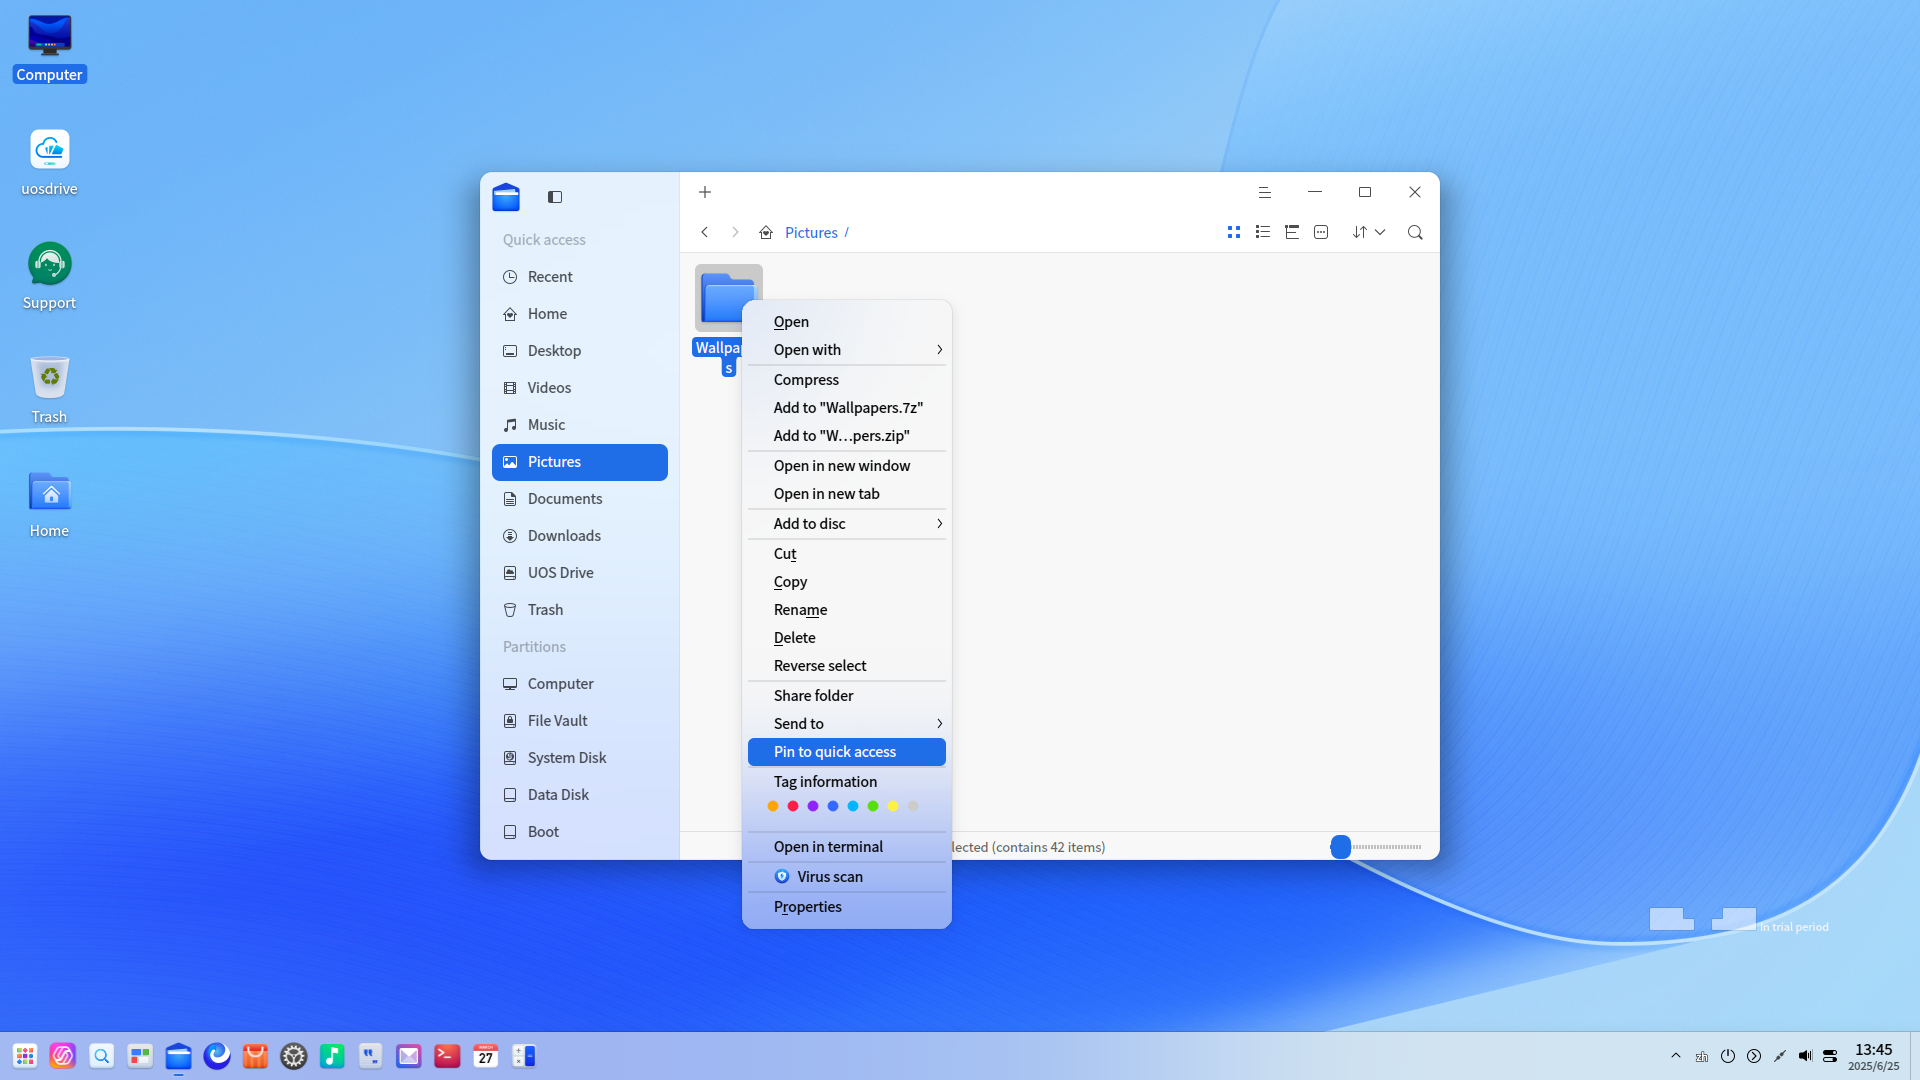 Computer
uosdrive
Support
Trash
Home
Quick access
Recent
Home
Desktop
Videos
Music
Pictures
Documents
Downloads
UOS Drive
Trash
Partitions
Computer
File Vault
System Disk
Data Disk
Boot
Pictures /
Wallpa
s
Open
Open with
Compress
Add to "Wallpapers.7z"
Add to "W…pers.zip"
Open in new window
Open in new tab
Add to disc
Cut
Copy
Rename
Delete
Reverse select
Share folder
Send to
Pin to quick access
Tag information
Open in terminal
Virus scan
Properties
lected (contains 42 items)
In trial period
MARCH
27
zh
13:45
2025/6/25